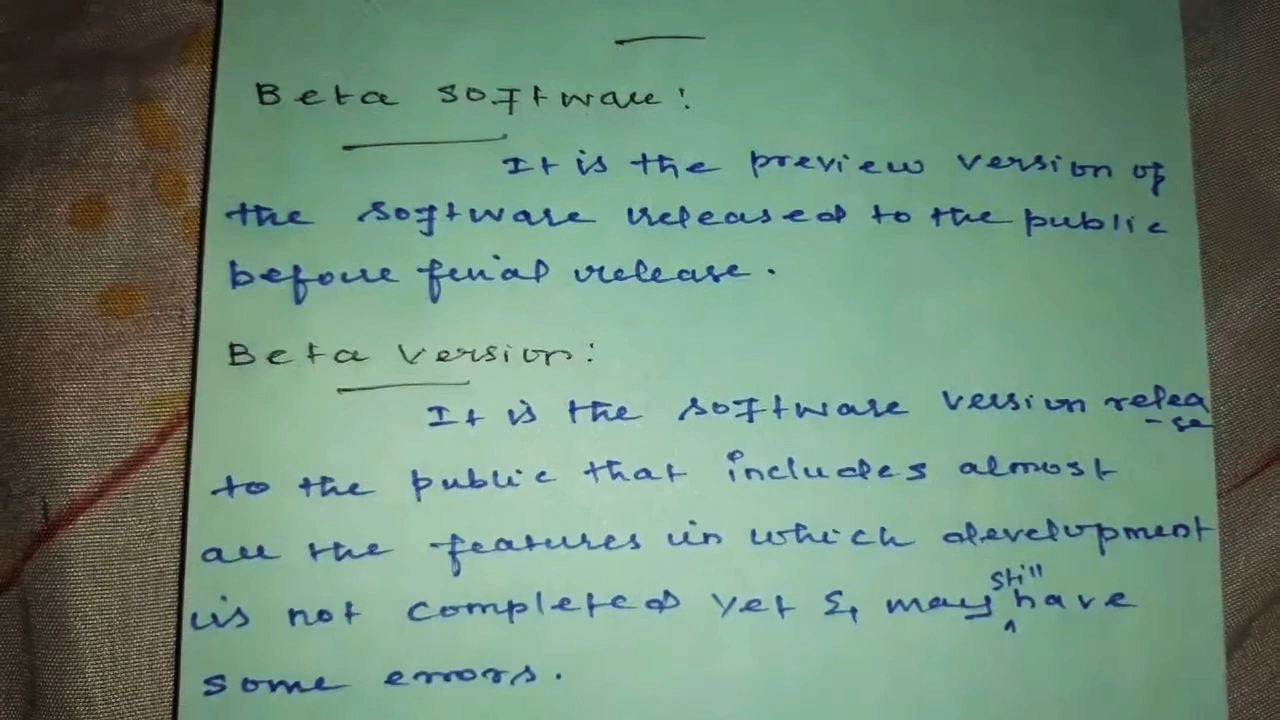 Beta software:
It is the preview version of
the software released to the public
before final release.
Beta version:
It is the software version relea
-se
to the public that includes almost
all the features in which development
is not completed yet & may still have
some errors.